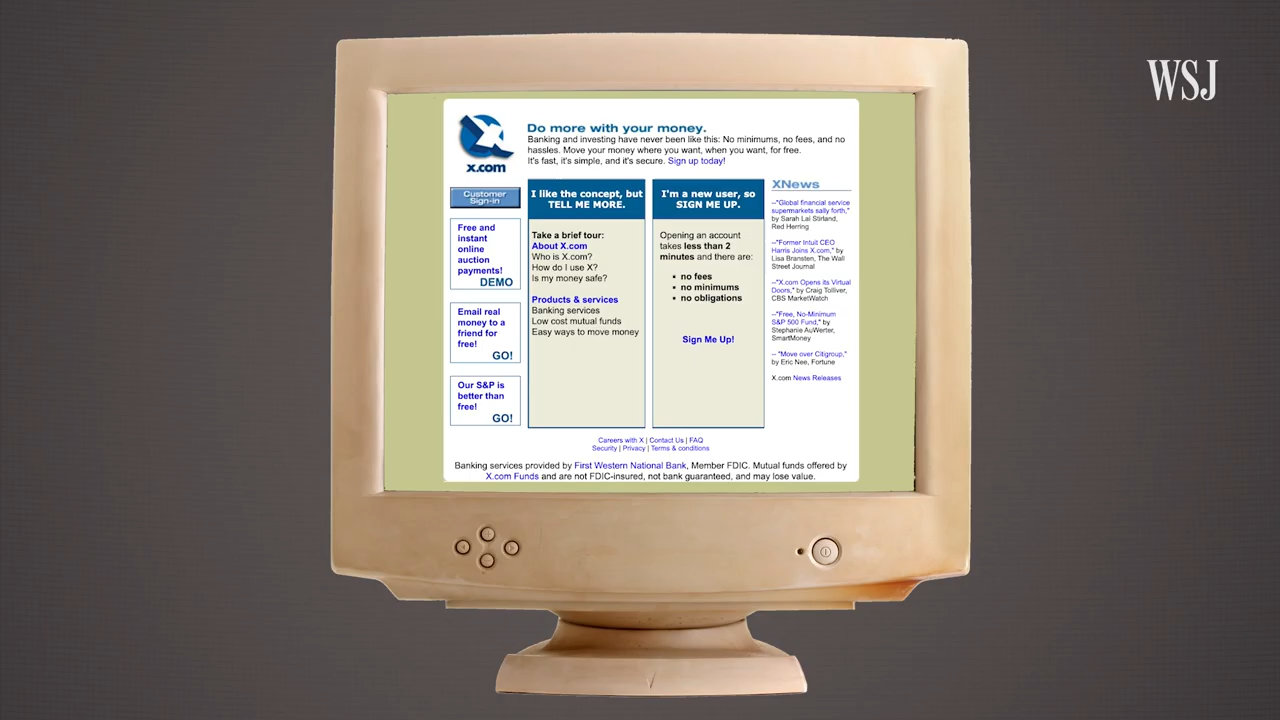 WSJ
x.com
Do more with your money.
Banking and investing have never been like this: No minimums, no fees, and no
hassles. Move your money where you want, when you want, for free.
It's fast, it's simple, and it's secure. Sign up today!
Customer
Sign-in
Free and
instant
online
auction
payments!
DEMO
Email real
money to a
friend for
free!
GO!
Our S&P is
better than
free!
GO!
I like the concept, but
TELL ME MORE.
Take a brief tour:
About X.com
Who is X.com?
How do I use X?
Is my money safe?
Products & services
Banking services
Low cost mutual funds
Easy ways to move money
I'm a new user, so
SIGN ME UP.
Opening an account
takes less than 2
minutes and there are:
• no fees
• no minimums
• no obligations
Sign Me Up!
XNews
--"Global financial service
supermarkets sally forth,"
by Sarah Lai Stirland,
Red Herring
--"Former Intuit CEO
Harris Joins X.com," by
Lisa Bransten, The Wall
Street Journal
--"X.com Opens its Virtual
Doors," by Craig Tolliver,
CBS MarketWatch
--"Free, No-Minimum
S&P 500 Fund," by
Stephanie AuWerter,
SmartMoney
-- "Move over Citigroup,"
by Eric Nee, Fortune
X.com News Releases
Careers with X | Contact Us | FAQ
Security | Privacy | Terms & conditions
Banking services provided by First Western National Bank, Member FDIC. Mutual funds offered by
X.com Funds and are not FDIC-insured, not bank guaranteed, and may lose value.